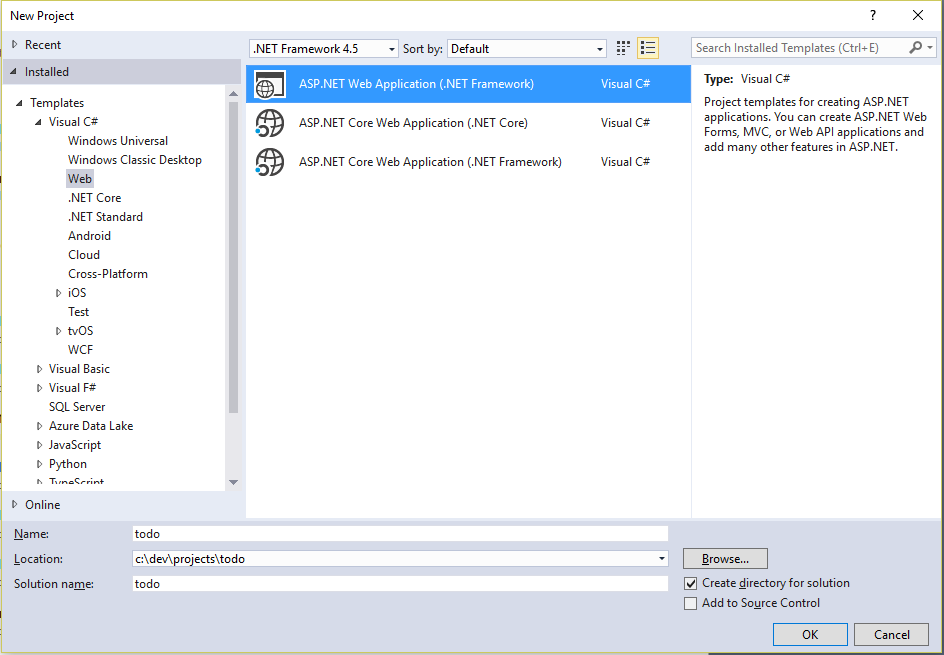 New Project
?
Recent
.NET Framework 4.5
Sort by:
Default
Search Installed Templates (Ctrl+E)
Installed
Templates
Visual C#
Windows Universal
Windows Classic Desktop
Web
.NET Core
.NET Standard
Android
Cloud
Cross-Platform
iOS
Test
tvOS
WCF
Visual Basic
Visual F#
SQL Server
Azure Data Lake
JavaScript
Python
TypeScript
Online
ASP.NET Web Application (.NET Framework) Visual C#
5
ASP.NET Core Web Application (.NET Core) Visual C#
5
ASP.NET Core Web Application (.NET Framework) Visual C#
Type: Visual C#
Project templates for creating ASP.NET
applications. You can create ASP.NET Web
Forms, MVC, or Web API applications and
add many other features in ASP.NET.
Name: todo
Location: c:\dev\projects\todo
Browse...
Solution name: todo
Create directory for solution
Add to Source Control
OK
Cancel